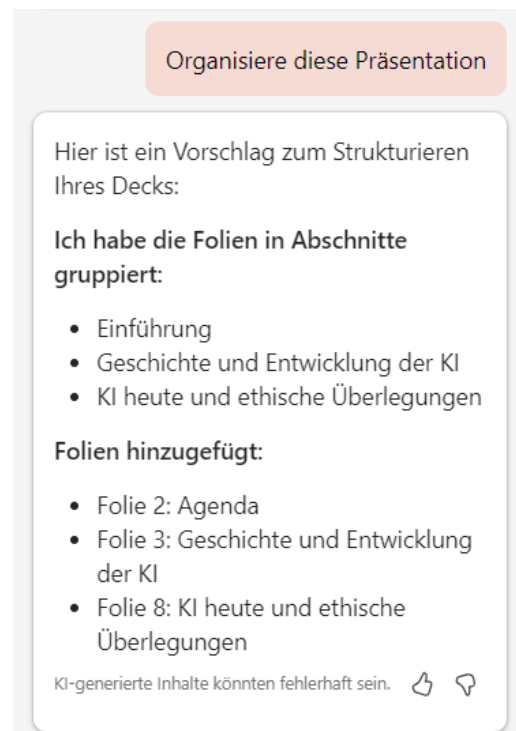 Organisiere diese Präsentation
Hier ist ein Vorschlag zum Strukturieren
Ihres Decks:
Ich habe die Folien in Abschnitte
gruppiert:
• Einführung
• Geschichte und Entwicklung der KI
• KI heute und ethische Überlegungen
Folien hinzugefügt:
• Folie 2: Agenda
• Folie 3: Geschichte und Entwicklung
der KI
• Folie 8: KI heute und ethische
Überlegungen
KI-generierte Inhalte könnten fehlerhaft sein.